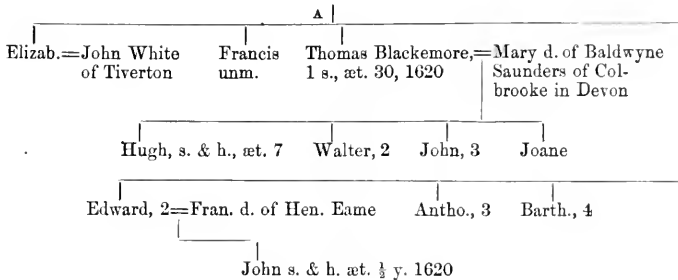 A
Elizab.=John White Francis Thomas Blackemore,=Mary d. of Baldwyne
of Tiverton unm. 1 s., æt. 30, 1620 Saunders of Col-
brooke in Devon
Hugh, s. & h., æt. 7 Walter, 2 John, 3 Joane
Edward, 2=Fran. d. of Hen. Eame Antho., 3 Barth., 4
John s. & h. æt. ½ y. 1620